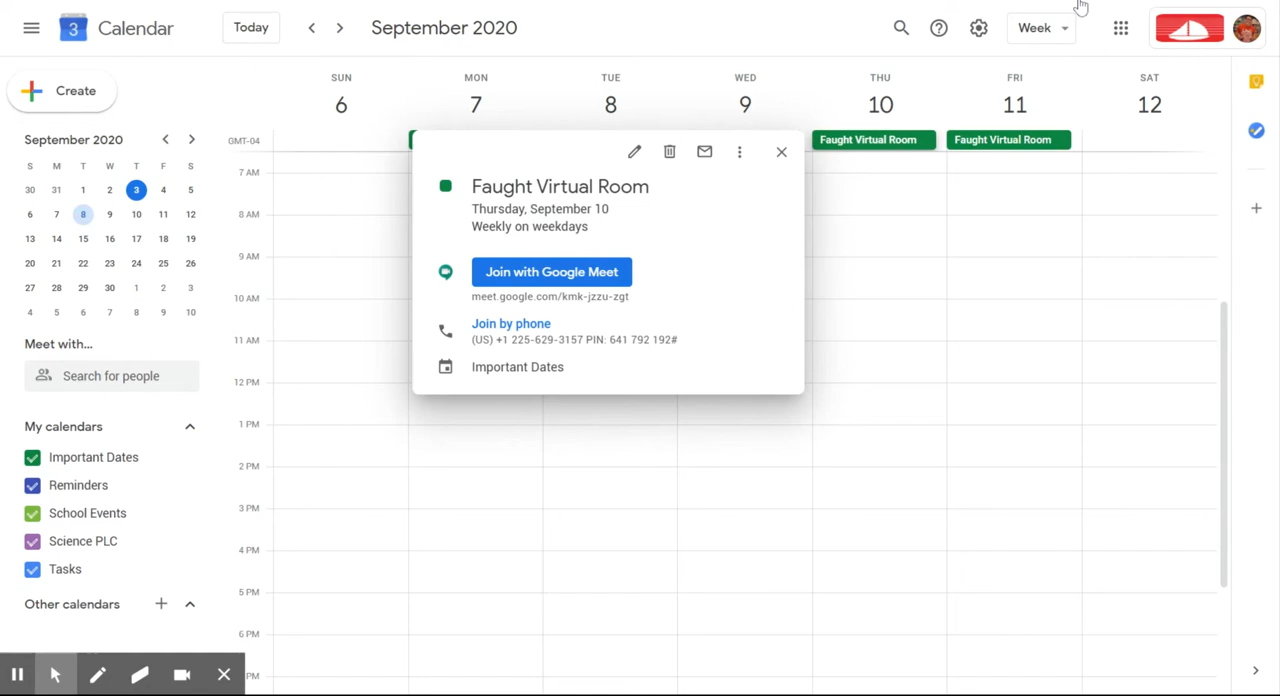 3 Calendar Today September 2020 Week
Create
September 2020
S M T W T F S
30 31 1 2 3 4 5
6 7 8 9 10 11 12
13 14 15 16 17 18 19
20 21 22 23 24 25 26
27 28 29 30 1 2 3
4 5 6 7 8 9 10
Meet with...
Search for people
My calendars
Important Dates
Reminders
School Events
Science PLC
Tasks
Other calendars
SUN MON TUE WED THU FRI SAT
6 7 8 9 10 11 12
GMT-04
Faught Virtual Room Faught Virtual Room
7 AM
8 AM
9 AM
10 AM
11 AM
12 PM
1 PM
2 PM
3 PM
4 PM
5 PM
6 PM
PM
Faught Virtual Room
Thursday, September 10
Weekly on weekdays
Join with Google Meet
meet.google.com/kmk-jzzu-zgt
Join by phone
(US) +1 225-629-3157 PIN: 641 792 192#
Important Dates